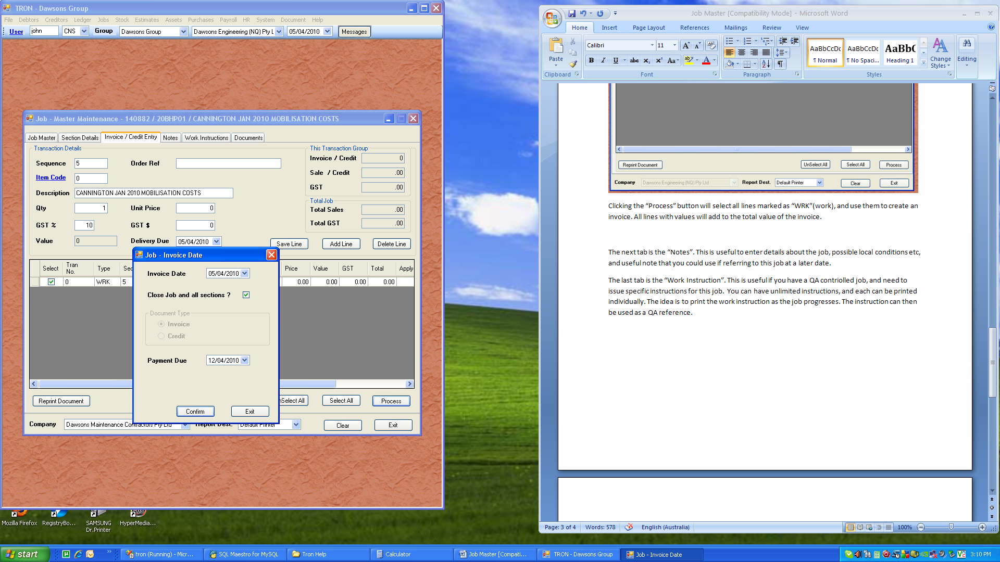 TRON - Dawsons Group
File Debtors Creditors Ledger Jobs Stock Estimates Assets Purchases Payroll HR System Document Help
User john CNS Group Dawsons Group Dawsons Engineering (NQ) Pty L 05/04/2010 Messages
Job - Master Maintenance - 140882 / 20BHP01 / CANNINGTON JAN 2010 MOBILISATION COSTS
Job Master Section Details Invoice / Credit Entry Notes Work Instructions Documents
Transaction Details
Sequence 5 Order Ref
Item Code 0
Description CANNINGTON JAN 2010 MOBILISATION COSTS
Qty 1 Unit Price 0
GST % 10 GST $ 0
Value 0 Delivery Due 05/04/2010
This Transaction Group
Invoice / Credit 0
Sale / Credit .00
GST .00
Total Job
Total Sales .00
Total GST .00
Save Line Add Line Delete Line
Select Tran No. Type Sec Price Value GST Total Apply
0 WRK 5 0.00 0.00 0.00 0.00
Job - Invoice Date
Invoice Date 05/04/2010
Close Job and all sections ?
Document Type
Invoice
Credit
Payment Due 12/04/2010
Confirm Exit
Reprint Document nSelect All Select All Process
Company Dawsons Maintenance Contractors Pty Ltd Report Dest. Default Printer Clear Exit
Mozilla Firefox RegistryBo... SAMSUNG Dr.Printer HyperMedia...
Job Master [Compatibility Mode] - Microsoft Word
Home Insert Page Layout References Mailings Review View
Paste
Calibri 11
B I U abc x₂ x² Aa
AaBbCcDc AaBbCcDc AaBbC
¶ Normal ¶ No Spaci... Heading 1
Change Styles Editing
Clipboard Font Paragraph Styles
Reprint Document UnSelect All Select All Process
Company Dawsons Engineering (NQ) Pty Ltd Report Dest. Default Printer Clear Exit
Clicking the “Process” button will select all lines marked as “WRK”(work), and use them to create an
invoice. All lines with values will add to the total value of the invoice.
The next tab is the “Notes”. This is useful to enter details about the job, possible local conditions etc,
and useful note that you could use if referring to this job at a later date.
The last tab is the “Work Instruction”. This is useful if you have a QA controlled job, and need to
issue specific instructions for this job. You can have unlimited instructions, and each can be printed
individually. The idea is to print the work instruction as the job progresses. The instruction can then
be used as a QA reference.
Page: 3 of 4 Words: 578 English (Australia) 100%
start
tron (Running) - Micr... SQL Maestro for MySQL Tron Help Calculator Job Master [Compati... TRON - Dawsons Group Job - Invoice Date
3:10 PM